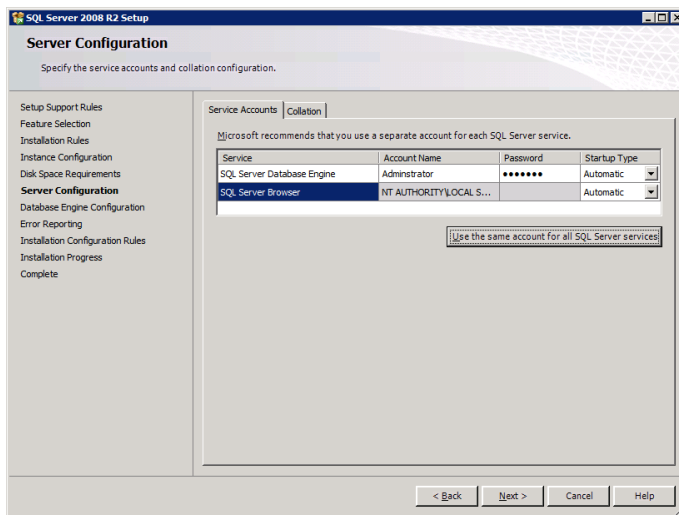 SQL Server 2008 R2 Setup
Server Configuration
Specify the service accounts and collation configuration.
Setup Support Rules
Feature Selection
Installation Rules
Instance Configuration
Disk Space Requirements
Server Configuration
Database Engine Configuration
Error Reporting
Installation Configuration Rules
Installation Progress
Complete
Service Accounts Collation
Microsoft recommends that you use a separate account for each SQL Server service.
Service Account Name Password Startup Type
SQL Server Database Engine Adminstrator ●●●●●●● Automatic
SQL Server Browser NT AUTHORITY\LOCAL S... Automatic
Use the same account for all SQL Server services
< Back Next > Cancel Help